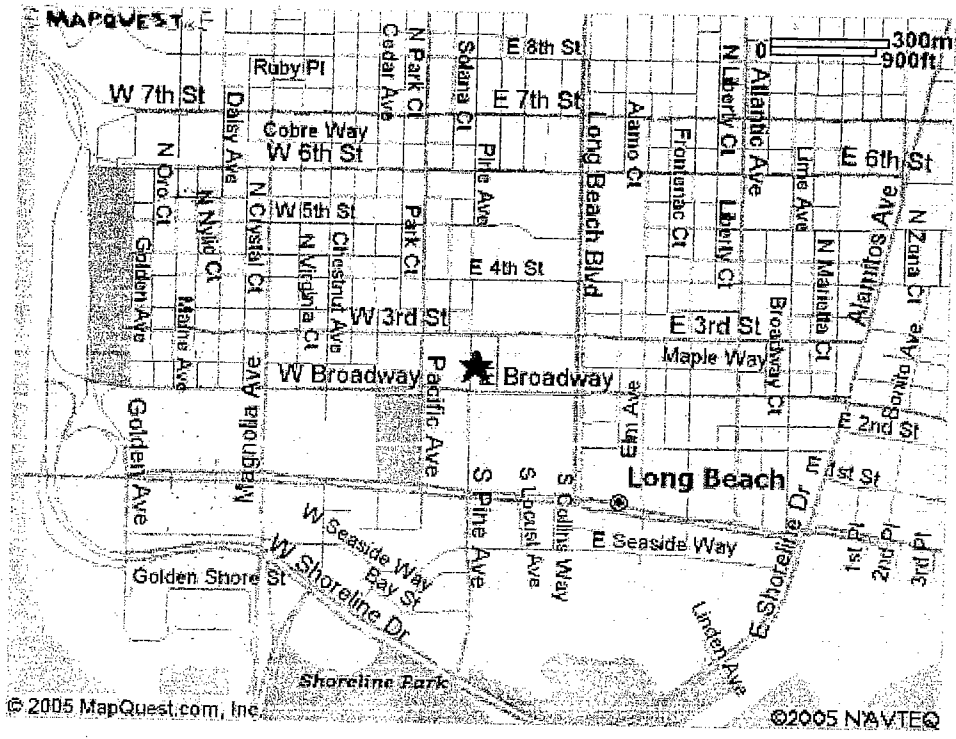 MAPQUEST
300m
900ft
0
E 8th St
Ruby Pl
Cedar Ave
N Park Ct
Solana Ct
N Liberty Ct
Atlantic Ave
W 7th St
E 7th St
Daisy Ave
Cobre Way
W 6th St
E 6th St
Long Beach Blvd
Alamo Ct
Frontenac Ct
Lime Ave
Pine Ave
N Oro Ct
N Nylic Ct
N Crystal Ct
W 5th St
Park Ct
Liberty Ct
Alamitos Ave
N Zona Ct
Golden Ave
N Virginia Ct
Chestnut Ave
E 4th St
N Marietta Ct
Maine Ave
W 3rd St
E 3rd St
Broadway Ct
Maple Way
Bonito Ave
W Broadway
Pacific Ave
E Broadway
Magnolia Ave
Golden Ave
Elm Ave
E 2nd St
E 1st St
Long Beach
S Pine Ave
S Locust Ave
S Collins Way
W Seaside Way
E Seaside Way
E Shoreline Dr
1st Pl
2nd Pl
3rd Pl
Golden Shore St
W Shoreline Dr
Bay St
Linden Ave
Shoreline Park
© 2005 MapQuest.com, Inc
©2005 NAVTEQ